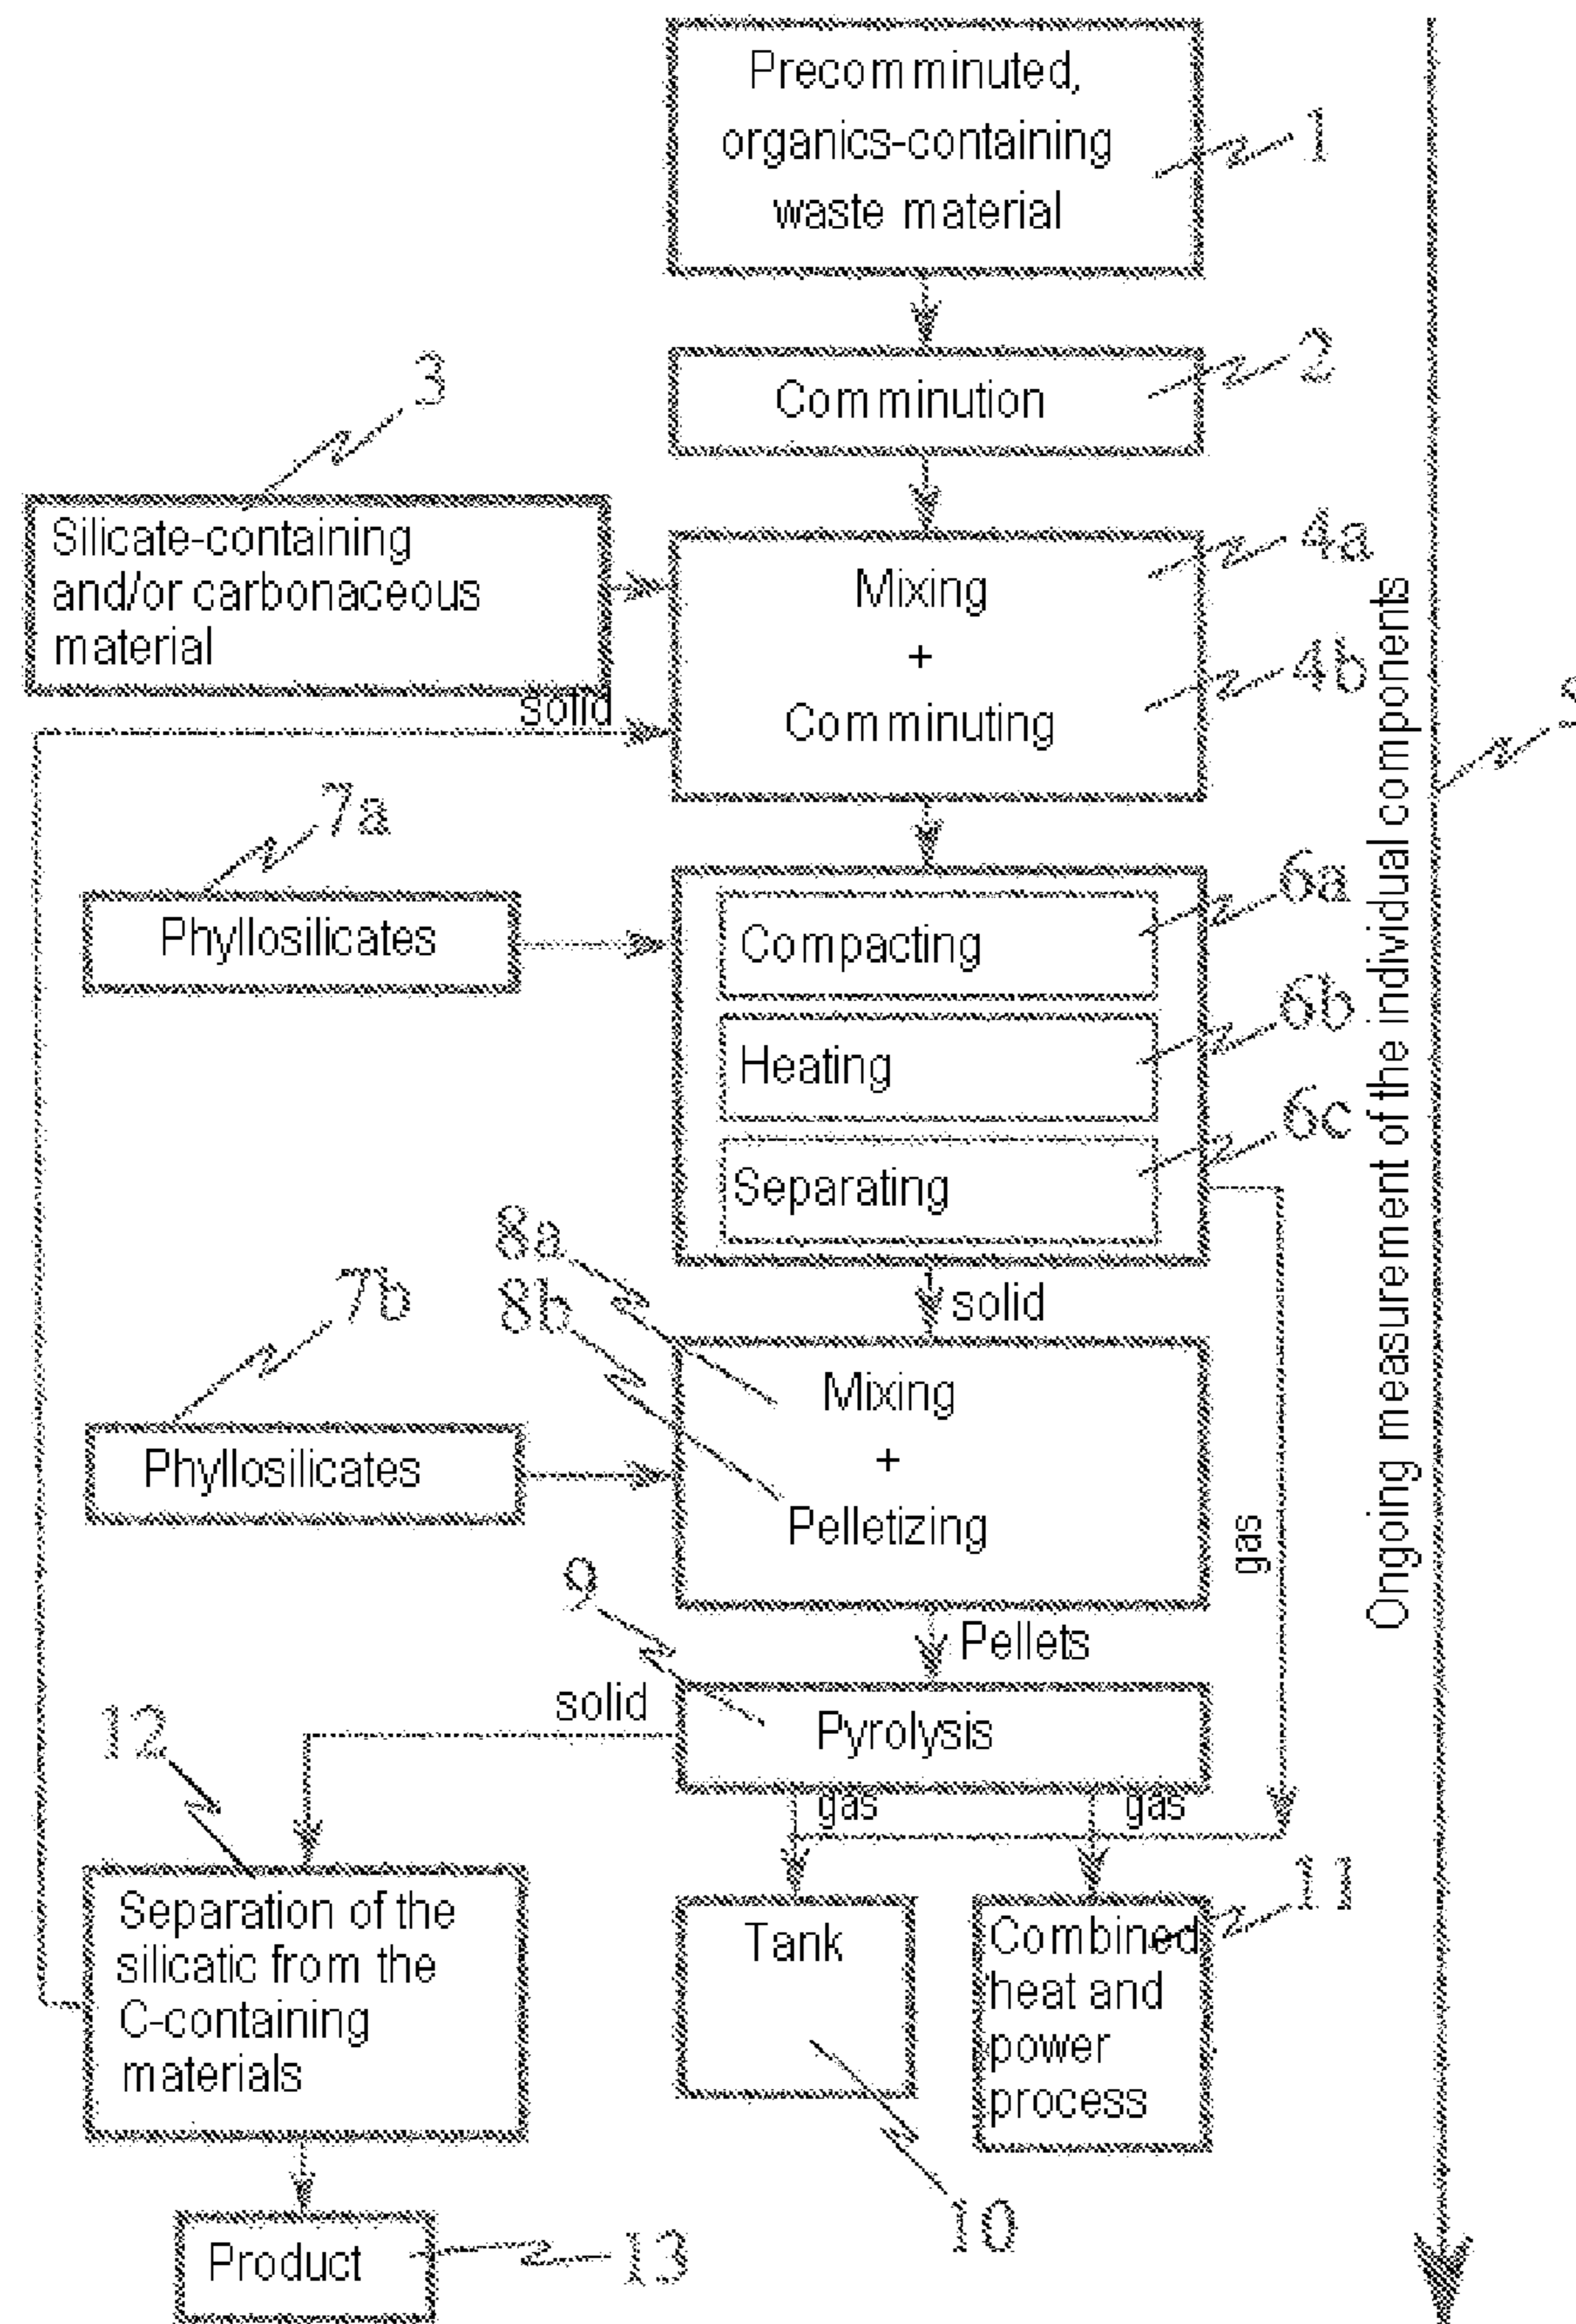 Precomminuted,
organics-containing
waste material
1
Comminution
2
3
Silicate-containing
and/or carbonaceous
material
Mixing
+
Comminuting
4a
4b
solid
Ongoing measurement of the individual components
7a
Phyllosilicates
Compacting
Heating
Separating
6a
6b
6c
solid
8a
8b
7b
Phyllosilicates
Mixing
+
Pelletizing
gas
Pellets
9
Pyrolysis
solid
gas
gas
12
Separation of the
silicatic from the
C-containing
materials
Tank
10
Combined
heat and
power
process
11
Product
13